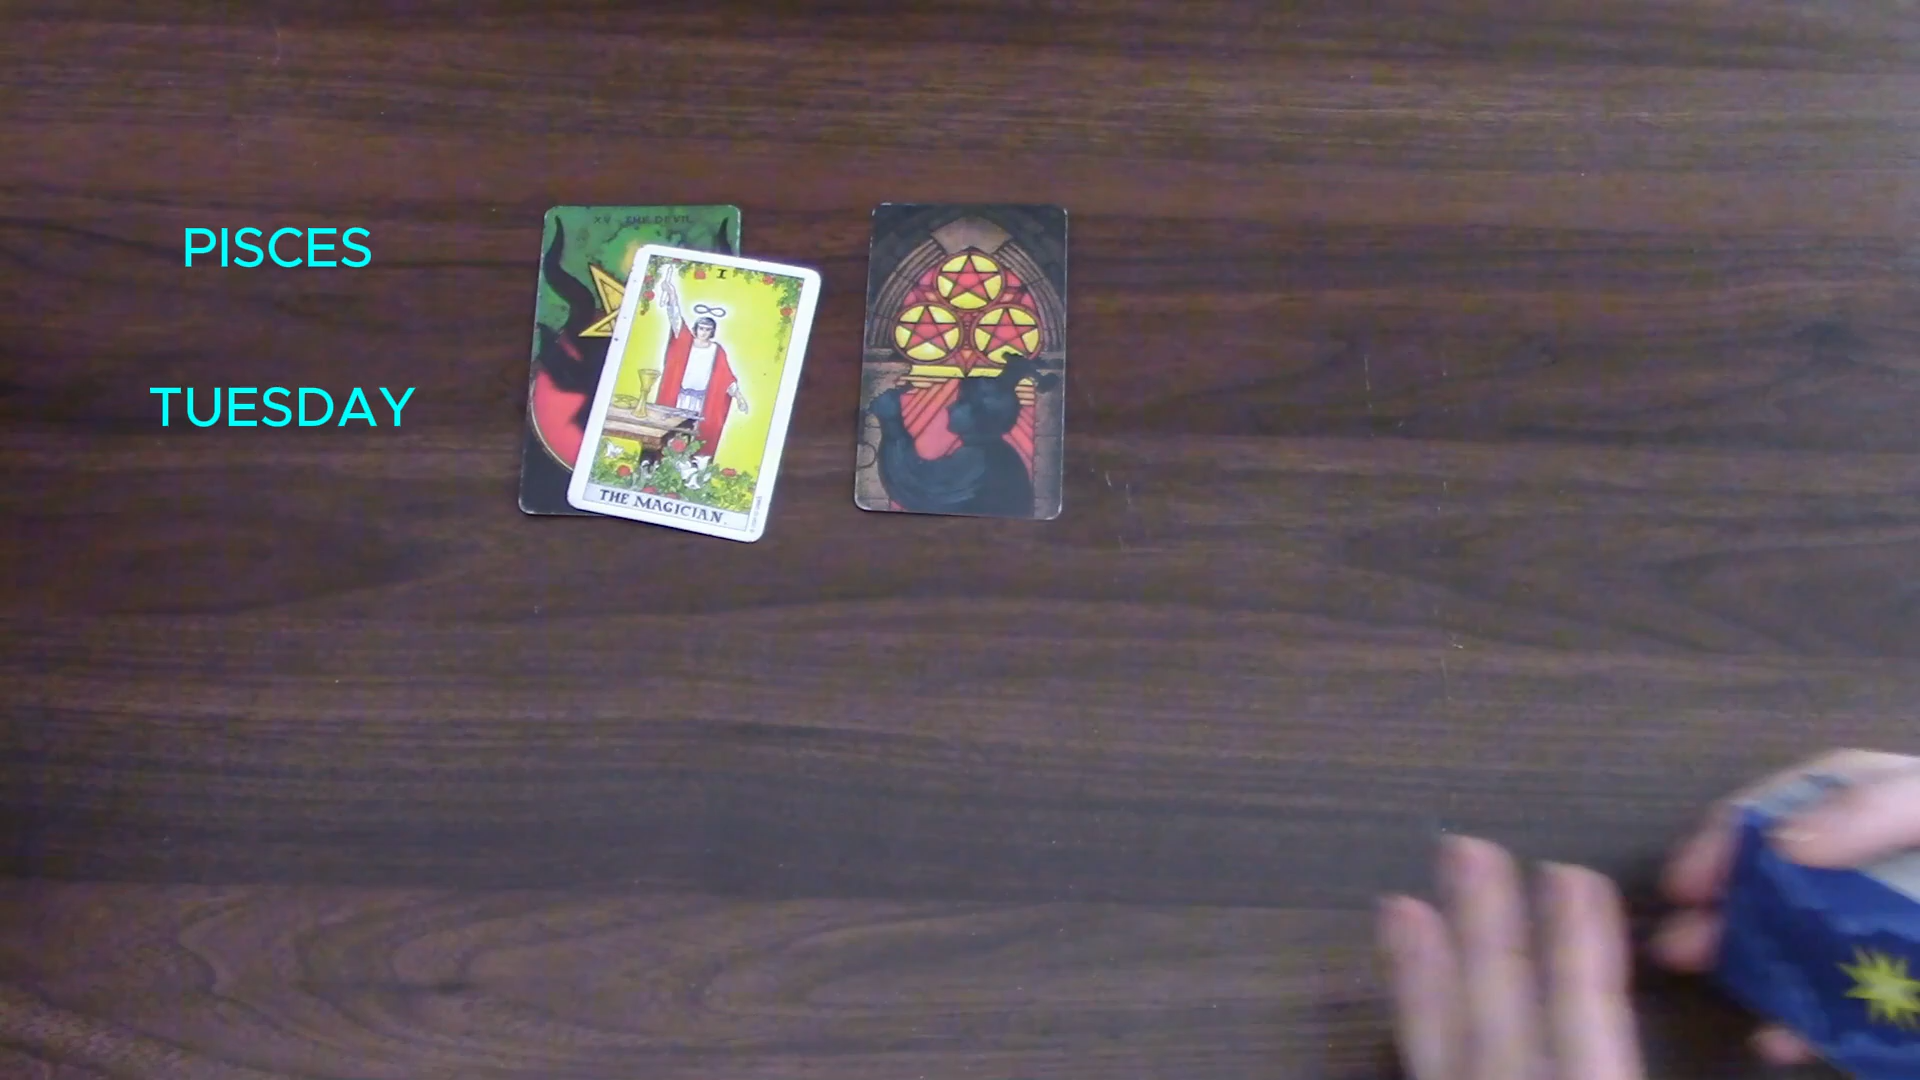 PISCES
TUESDAY
XV THE DEVIL
I
THE MAGICIAN.